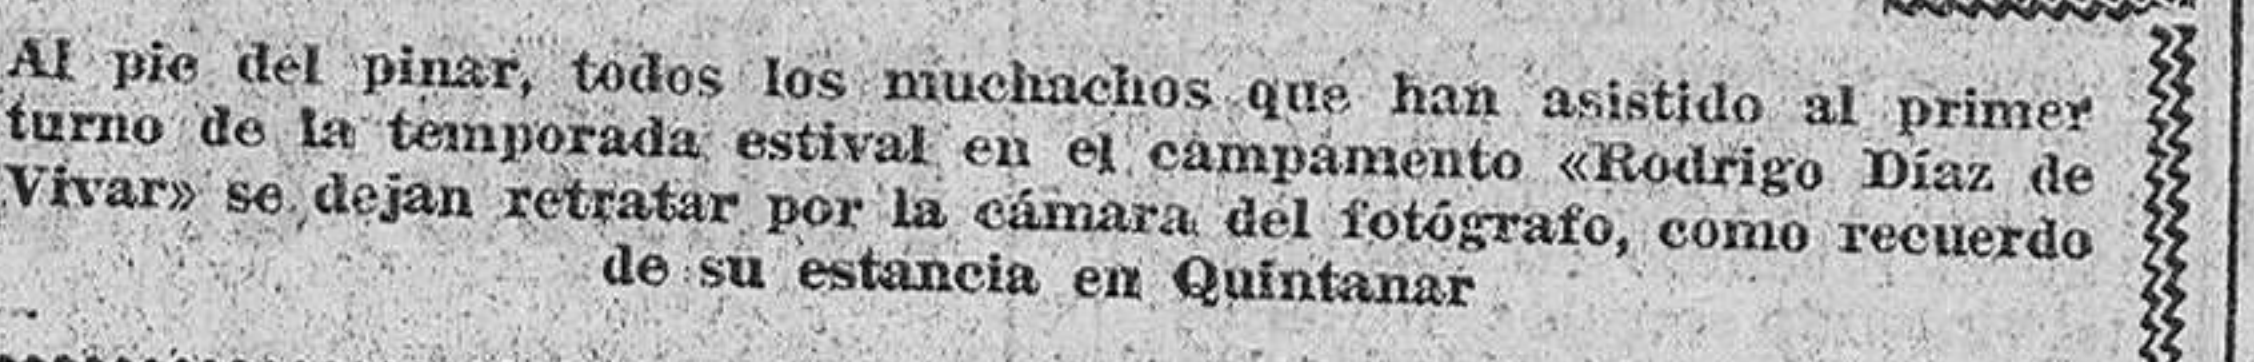 Al pie del pinar, todos los muchachos que han asistido al primer
turno de la temporada estival en el campamento «Rodrigo Díaz de
Vivar» se dejan retratar por la cámara del fotógrafo, como recuerdo
de su estancia en Quintanar